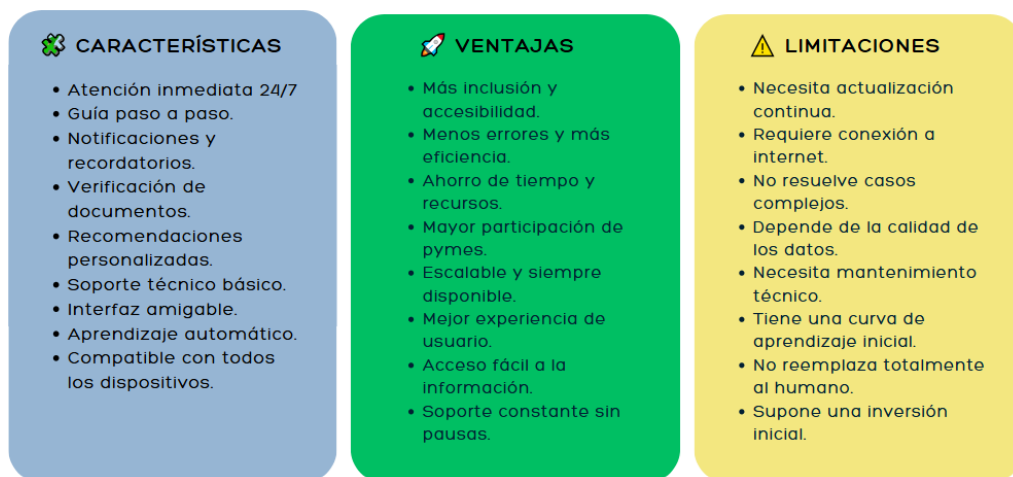 CARACTERÍSTICAS
Atención inmediata 24/7
Guía paso a paso.
Notificaciones y
recordatorios.
Verificación de
documentos.
Recomendaciones
personalizadas.
Soporte técnico básico.
Interfaz amigable.
Aprendizaje automático.
Compatible con todos
los dispositivos.
VENTAJAS
Más inclusión y
accesibilidad.
Menos errores y más
eficiencia.
Ahorro de tiempo y
recursos.
Mayor participación de
pymes.
Escalable y siempre
disponible.
Mejor experiencia de
usuario.
Acceso fácil a la
información.
Soporte constante sin
pausas.
LIMITACIONES
Necesita actualización
continua.
Requiere conexión a
internet.
No resuelve casos
complejos.
Depende de la calidad de
los datos.
Necesita mantenimiento
técnico.
Tiene una curva de
aprendizaje inicial.
No reemplaza totalmente
al humano.
Supone una inversión
inicial.